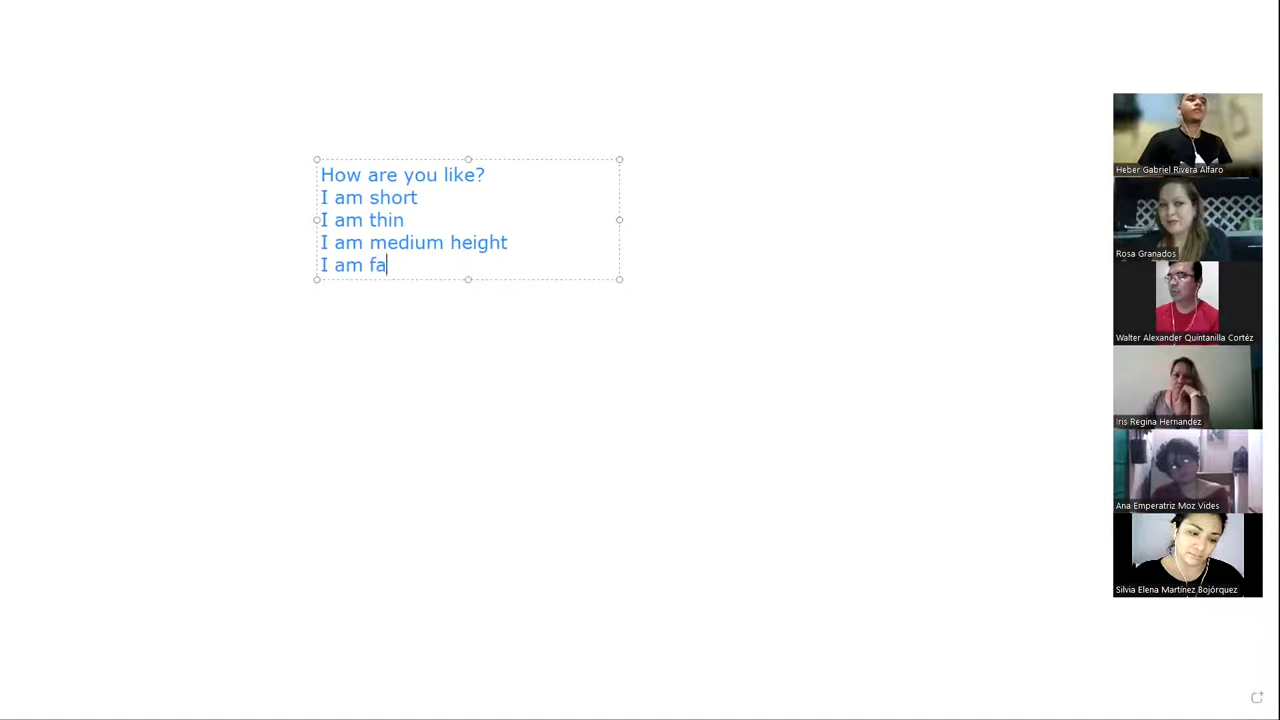 How are you like?
I am short
I am thin
I am medium height
I am fa
Heber Gabriel Rivera Alfaro
Rosa Granados
Walter Alexander Quintanilla Cortéz
Iris Regina Hernandez
Ana Emperatriz Moz Vides
Silvia Elena Martínez Bojórquez